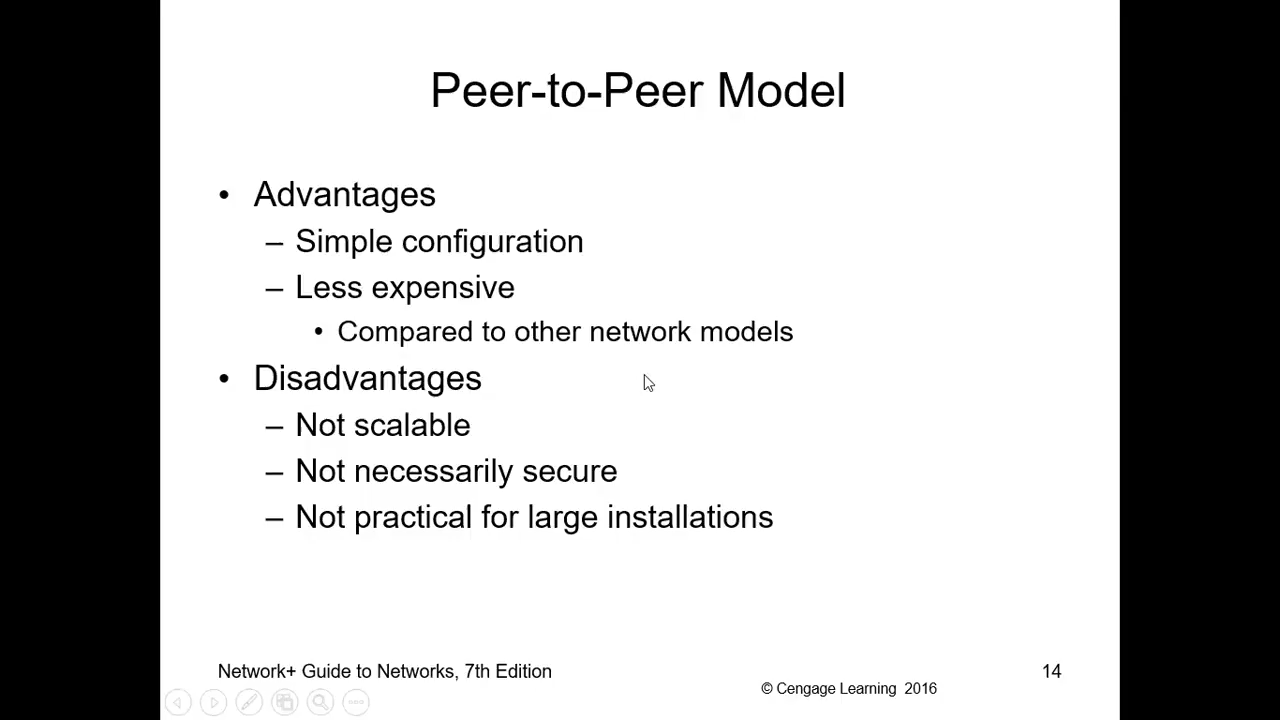 Peer-to-Peer Model
• Advantages
– Simple configuration
– Less expensive
• Compared to other network models
• Disadvantages
– Not scalable
– Not necessarily secure
– Not practical for large installations
Network+ Guide to Networks, 7th Edition
14
© Cengage Learning 2016